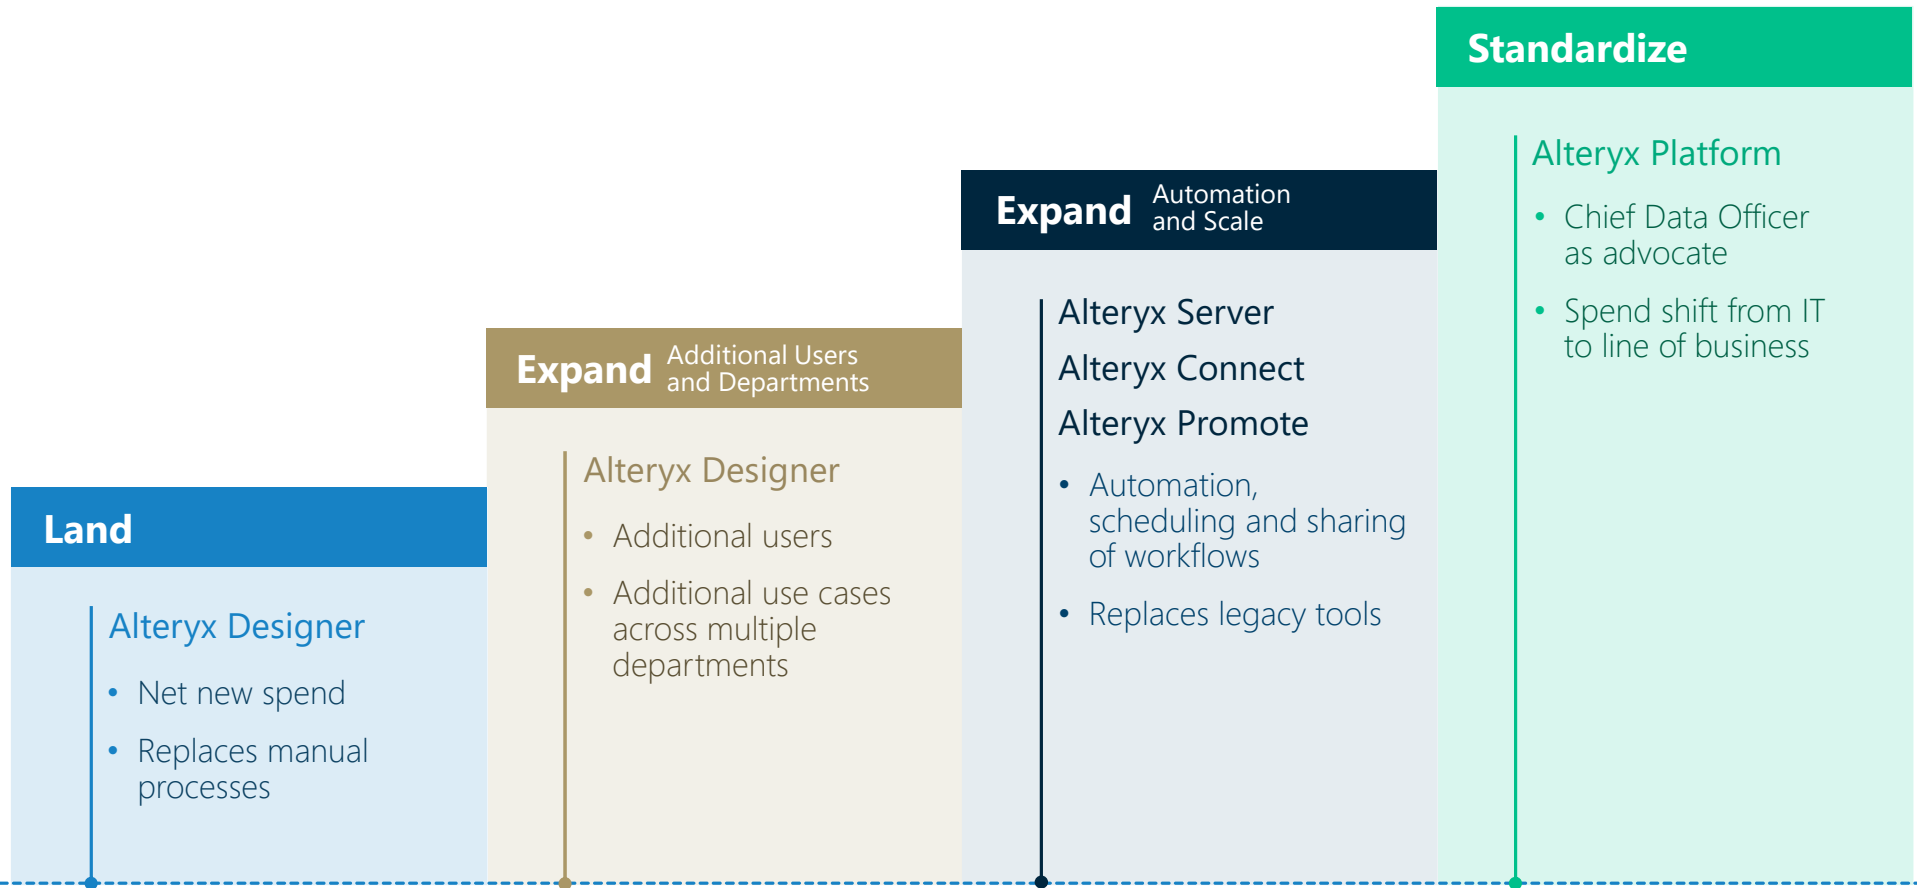 Land
Alteryx Designer
• Net new spend
• Replaces manual
processes
Expand Additional Users
and Departments
Alteryx Designer
• Additional users
• Additional use cases
across multiple
departments
Expand Automation
and Scale
Alteryx Server
Alteryx Connect
Alteryx Promote
• Automation,
scheduling and sharing
of workflows
• Replaces legacy tools
Standardize
Alteryx Platform
• Chief Data Officer
as advocate
• Spend shift from IT
to line of business